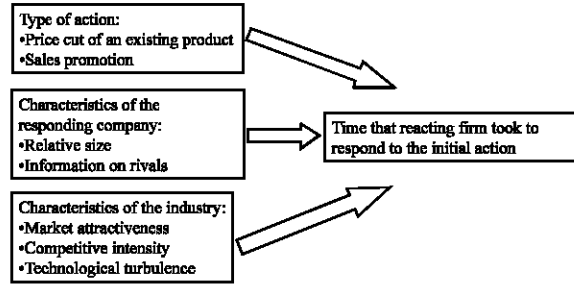 Type of action:
•Price cut of an existing product
•Sales promotion
Characteristics of the
responding company:
•Relative size
•Information on rivals
Time that reacting firm took to
respond to the initial action
Characteristics of the industry:
•Market attractiveness
•Competitive intensity
•Technological turbulence